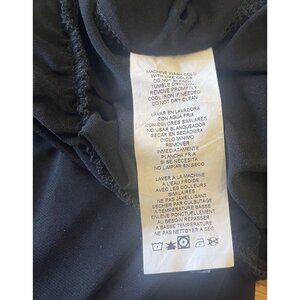 MACHINE WASH COLD
WITH LIKE COLOR
DO NOT BLEACH
TUMBLE DRY LOW
REMOVE PROMPTLY
COOL IRON IF NEEDED
DO NOT DRY CLEAN
LAVAR EN LAVADORA
CON AGUA FRIA
CON COLORES SIMILARES
NO USAR BLANQUEADOR
SECAR EN SECADORA
CICLO MINIMO
REMOVER
INMEDIATAMENTE
PLANCHA FRIA
SI SE NECESITA
NO LIMPIAR EN SECO
LAVER A LA MACHINE
A L'EAU FROIDE
AVEC LES COULEURS
SIMILAIRES
NE PAS JAVELLISANT
SECHER PAR CULBUTAGE
A TEMPERATURE BASSE
ENLEVE PONCTUELLEMENT
AU BESOIN REPASSER
A TEMPERATURE BASSE
NE PAS NETTOYER A SEC